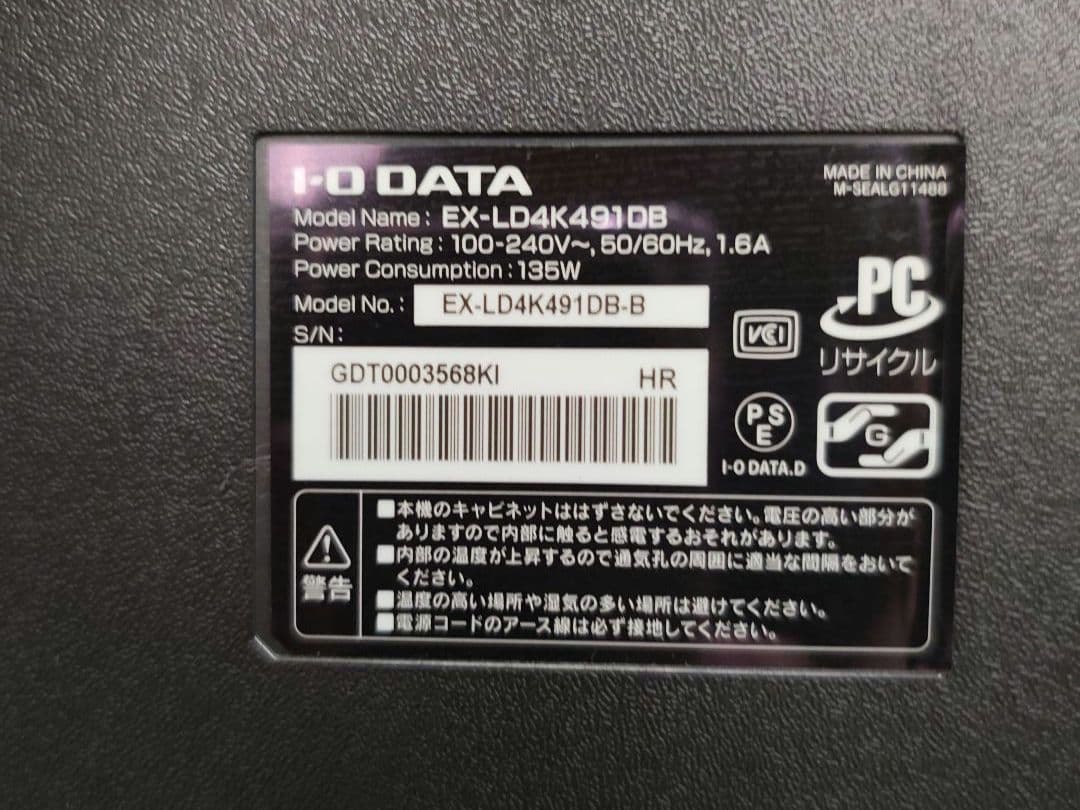 I-O DATA
MADE IN CHINA
M-SEALG11488
Model Name : EX-LD4K491DB
Power Rating : 100-240V～, 50/60Hz, 1.6A
Power Consumption : 135W
Model No. : EX-LD4K491DB-B
S/N:
GDT0003568KI HR
VCI
PC
リサイクル
PS
E
I-O DATA.D
G
警告
■本機のキャビネットははずさないでください。電圧の高い部分が
ありますので内部に触ると感電するおそれがあります。
■内部の温度が上昇するので通気孔の周囲に適当な間隔をおいて
ください。
■温度の高い場所や湿気の多い場所は避けてください。
■電源コードのアース線は必ず接地してください。